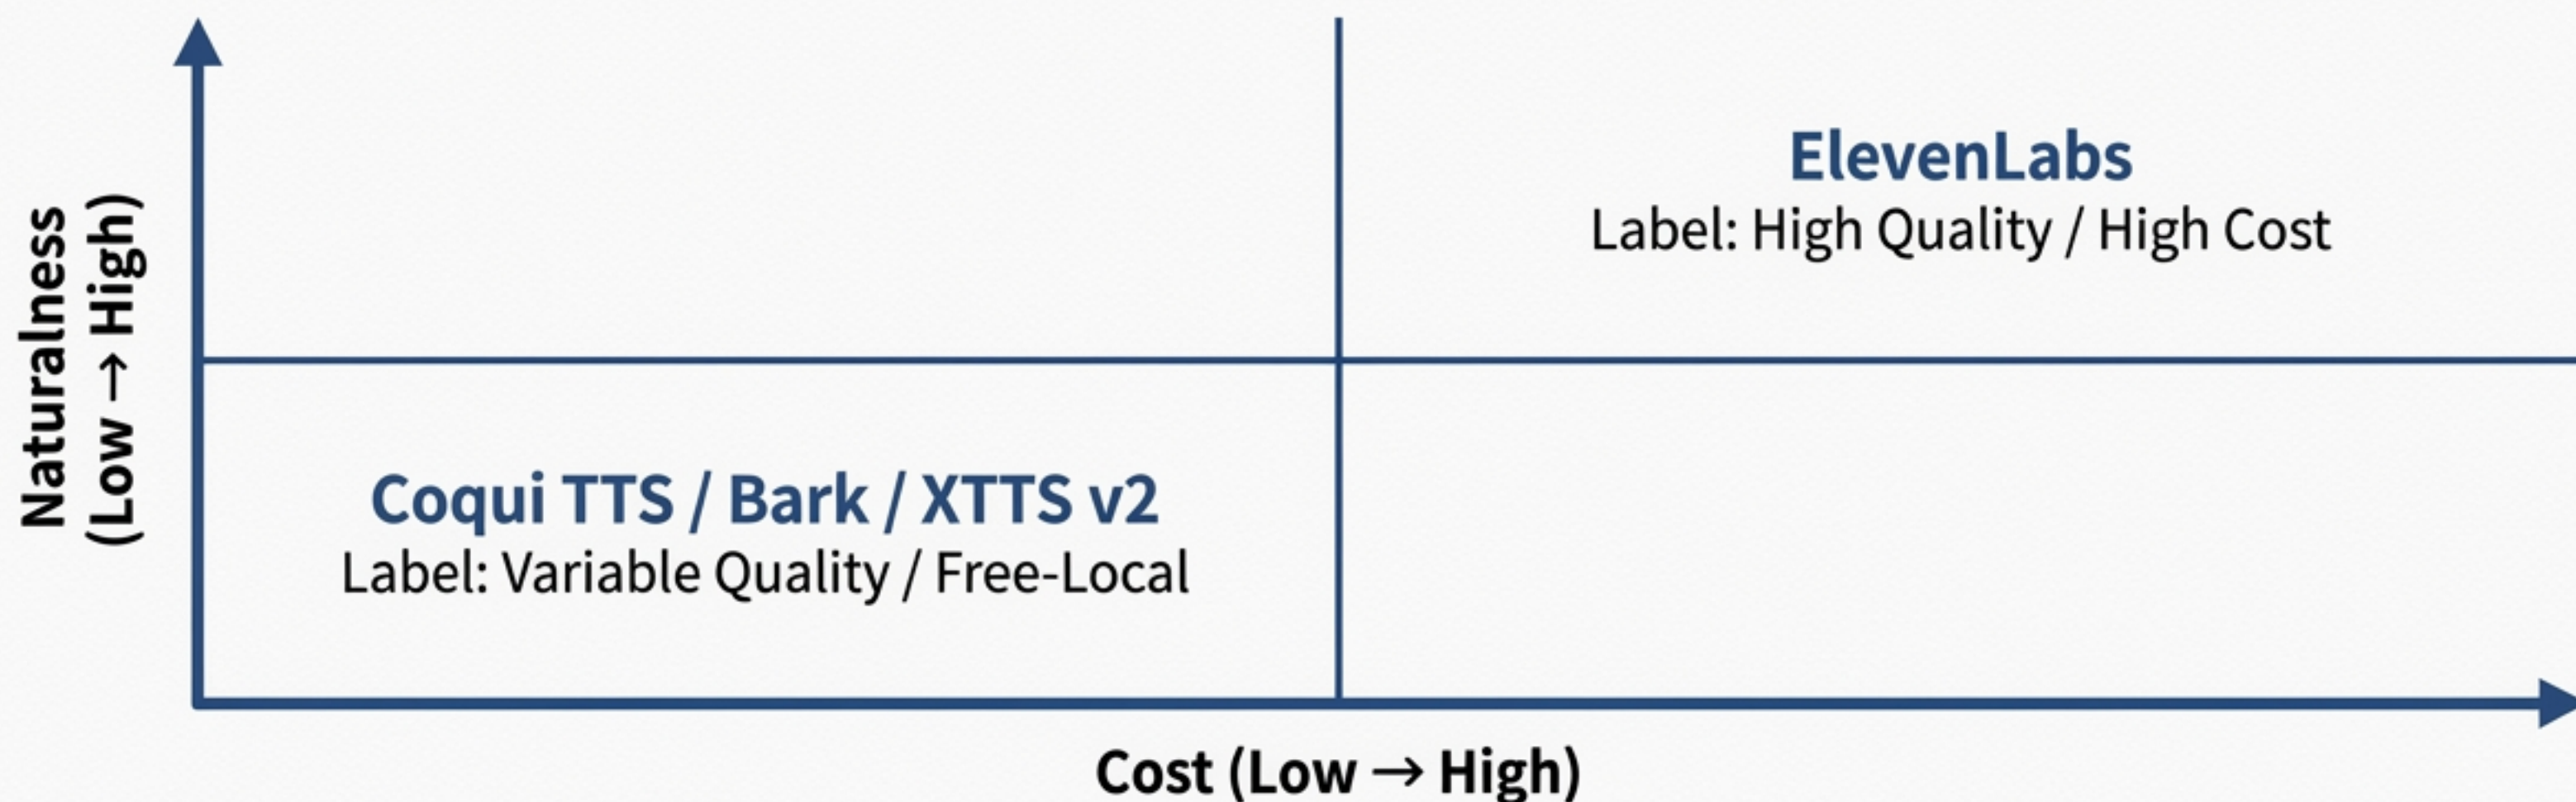 Naturalness
(Low → High)
ElevenLabs
Label: High Quality / High Cost
Coqui TTS / Bark / XTTS v2
Label: Variable Quality / Free-Local
Cost (Low → High)